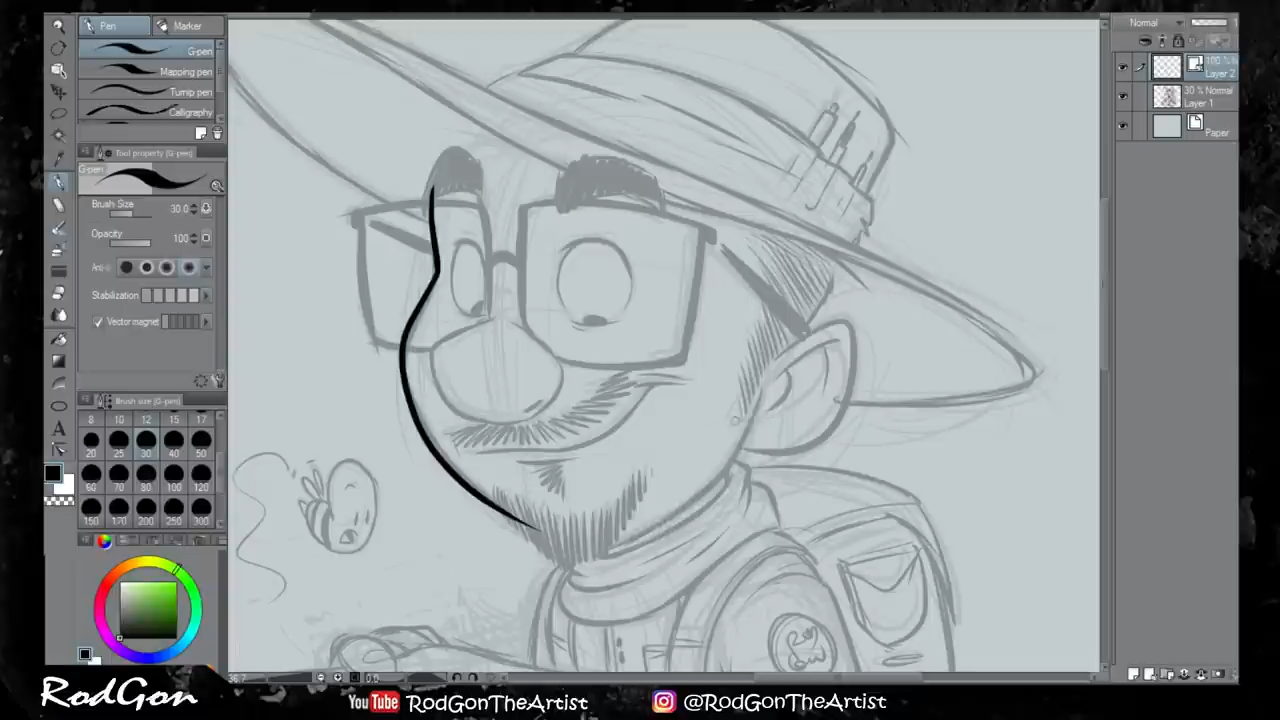 Pen Marker
G-pen
Mapping pen
Turnip pen
Calligraphy
Tool property (G-pen)
G-pen
Brush Size 30.0
Opacity 100
Stabilization
Vector magnet
Brush size (G-pen)
8 10 12 15 17
20 25 30 40 50
60 70 80 100 120
150 170 200 250 300
Normal
Layer 2
30 % Normal
Layer 1
Paper
RodGon
YouTube RodGonTheArtist
@RodGonTheArtist